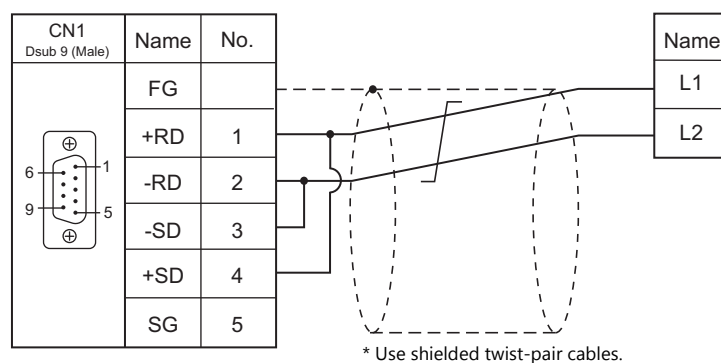 CN1
Dsub 9 (Male)
Name
No.
Name
FG
L1
+RD
1
L2
-RD
2
6
1
9
5
-SD
3
+SD
4
SG
5
* Use shielded twist-pair cables.